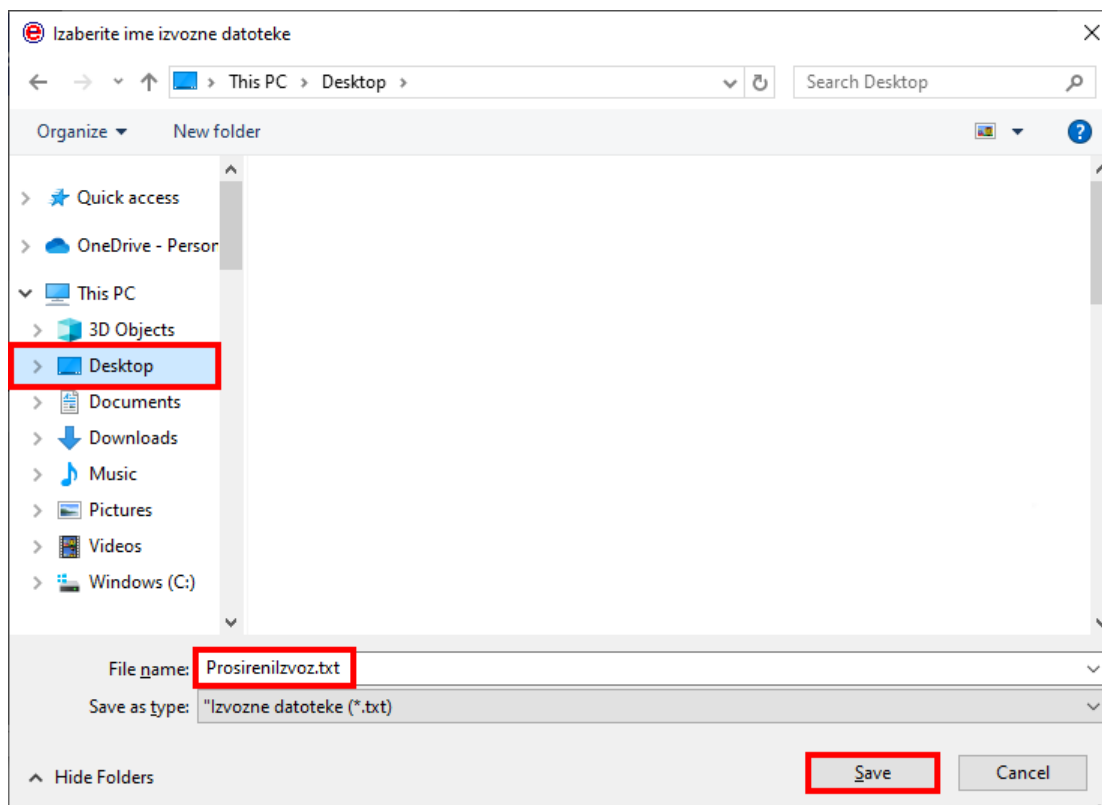 Izaberite ime izvozne datoteke
This PC > Desktop >
Search Desktop
Organize
New folder
Quick access
OneDrive - Person
This PC
3D Objects
Desktop
Documents
Downloads
Music
Pictures
Videos
Windows (C:)
File name: ProsireniIzvoz.txt
Save as type: "Izvozne datoteke (*.txt)
Hide Folders
Save
Cancel